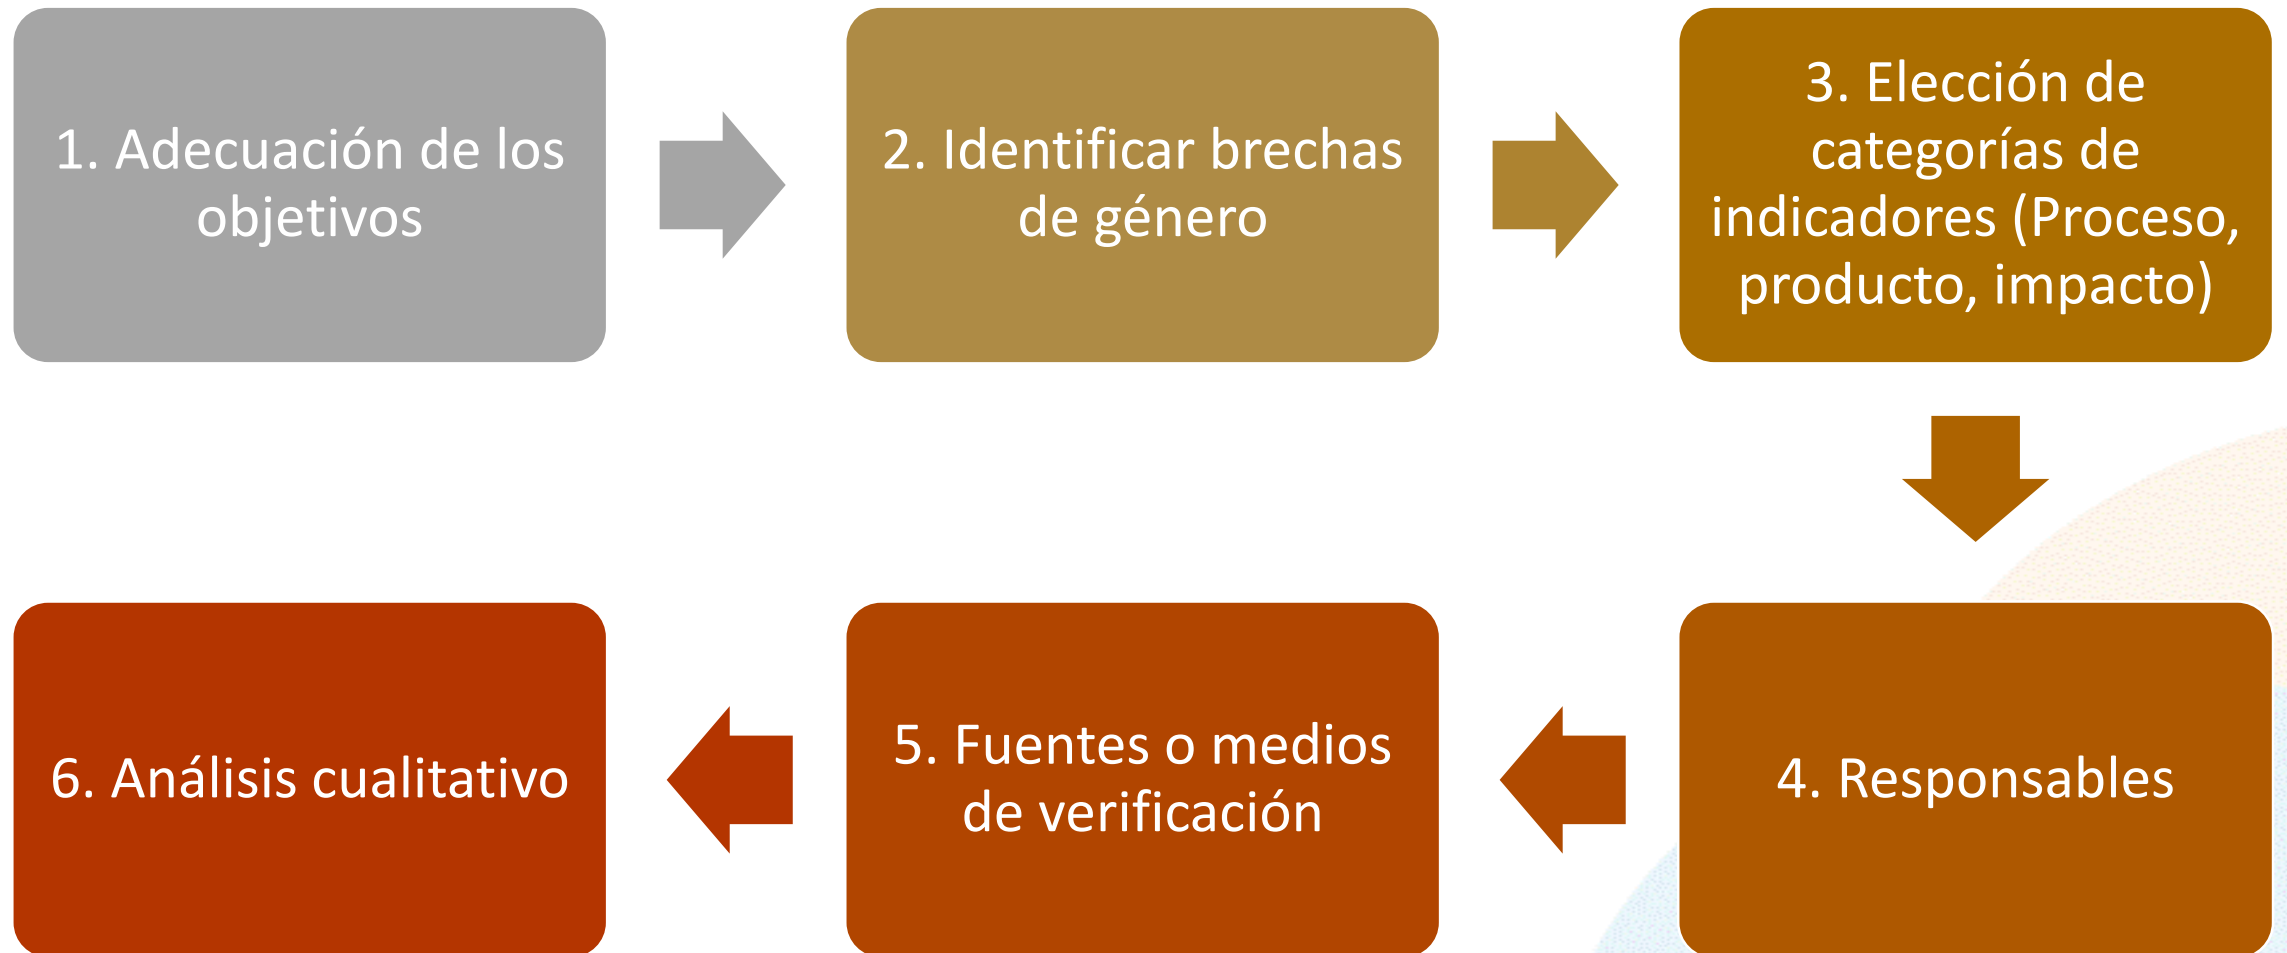 1. Adecuación de los
objetivos
2. Identificar brechas
de género
3. Elección de
categorías de
indicadores (Proceso,
producto, impacto)
4. Responsables
5. Fuentes o medios
de verificación
6. Análisis cualitativo